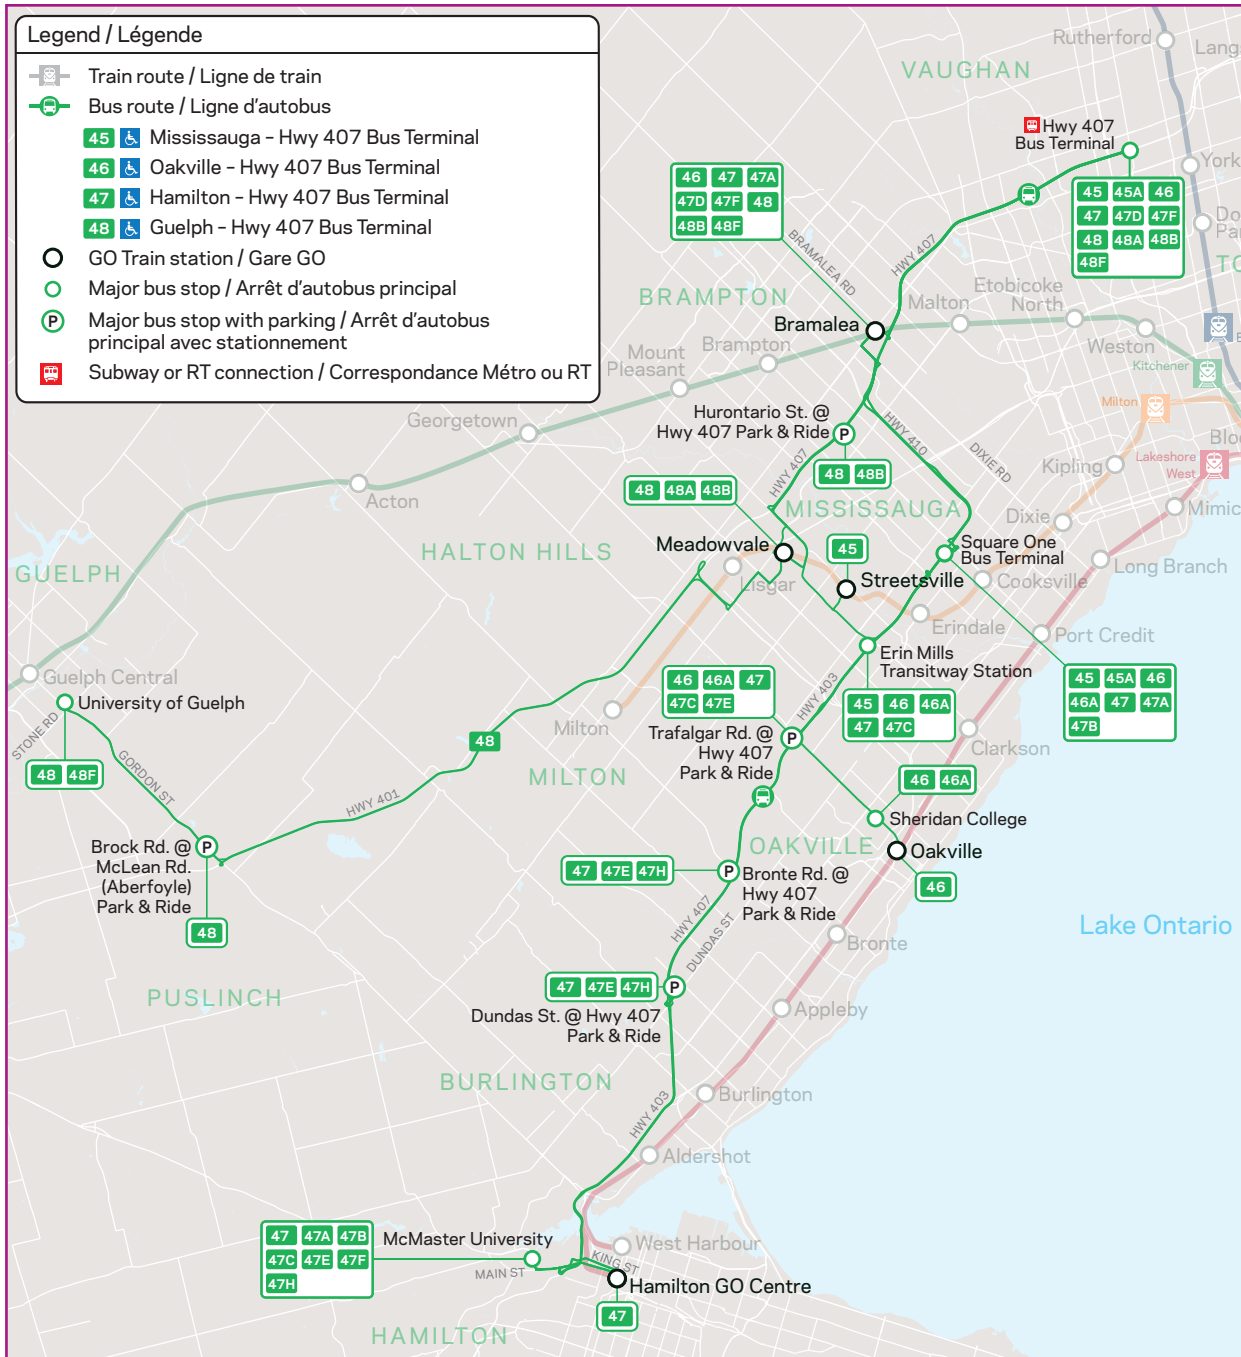 Legend / Légende
Train route / Ligne de train
Bus route / Ligne d'autobus
45 Mississauga – Hwy 407 Bus Terminal
46 Oakville – Hwy 407 Bus Terminal
47 Hamilton – Hwy 407 Bus Terminal
48 Guelph – Hwy 407 Bus Terminal
GO Train station / Gare GO
Major bus stop / Arrêt d'autobus principal
P Major bus stop with parking / Arrêt d'autobus
principal avec stationnement
Subway or RT connection / Correspondance Métro ou RT
Rutherford
VAUGHAN
Hwy 407
Bus Terminal
45 45A 46
47 47D 47F
48 48A 48B
48F
46 47 47A
47D 47F 48
48B 48F
BRAMALEA RD
HWY 407
BRAMPTON
Bramalea
Malton
Etobicoke
North
Weston
Kitchener
Milton
Lakeshore
West
Brampton
Mount
Pleasant
Georgetown
Acton
GUELPH
Guelph Central
Hurontario St. @
Hwy 407 Park & Ride
P
48 48B
HWY 407
HWY 410
DIXIE RD
Kipling
MISSISSAUGA
Dixie
48 48A 48B
Meadowvale
HALTON HILLS
Lisgar
45
Streetsville
Square One
Bus Terminal
Cooksville
Long Branch
Erindale
Port Credit
Erin Mills
Transitway Station
45 45A 46
46A 47 47A
47B
45 46 46A
47 47C
46 46A 47
47C 47E
HWY 403
Trafalgar Rd. @
Hwy 407
Park & Ride
P
Clarkson
Milton
MILTON
University of Guelph
STONE RD
48 48F
GORDON ST
48
HWY 401
Brock Rd. @
McLean Rd.
(Aberfoyle)
Park & Ride
P
48
46 46A
Sheridan College
OAKVILLE
Oakville
46
47 47E 47H
P
Bronte Rd. @
Hwy 407
Park & Ride
HWY 407
DUNDAS ST
Bronte
Lake Ontario
PUSLINCH
47 47E 47H
P
Dundas St. @ Hwy 407
Park & Ride
Appleby
BURLINGTON
Burlington
HWY 403
Aldershot
47 47A 47B
47C 47E 47F
47H
McMaster University
MAIN ST
KING ST
West Harbour
Hamilton GO Centre
47
HAMILTON